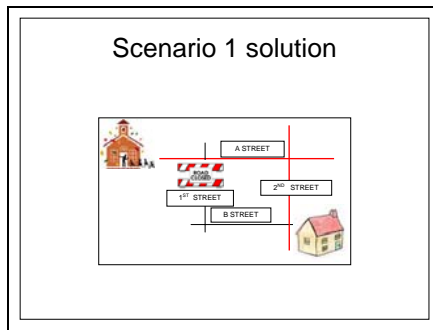 Scenario 1 solution
A STREET
ROAD
CLOSED
2ND STREET
1ST STREET
B STREET